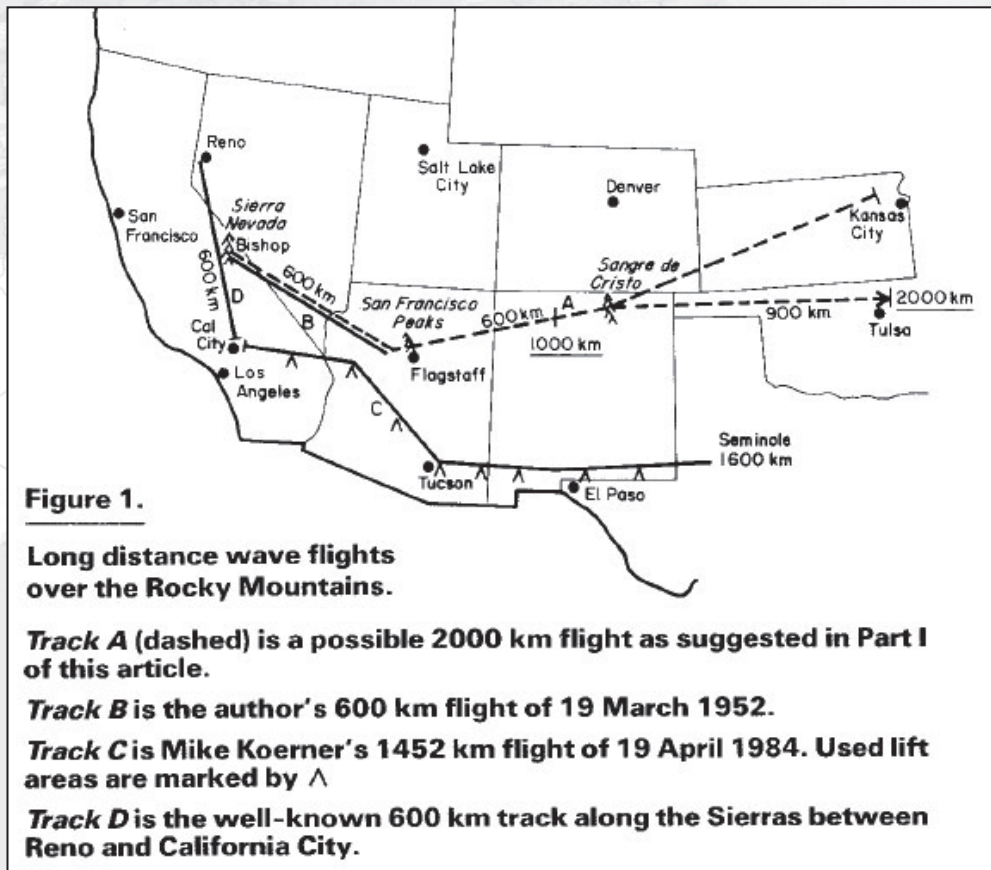 Reno
Salt Lake
City
Denver
Kansas
City
San
Francisco
Sierra
Nevada
Bishop
600 km
D
600 km
B
Sangre de
Cristo
San Francisco
Peaks
600 km
A
1000 km
900 km
2000 km
Tulsa
Cal
City
Los
Angeles
Flagstaff
C
Tucson
El Paso
Seminole
1600 km
Figure 1.
Long distance wave flights
over the Rocky Mountains.
Track A (dashed) is a possible 2000 km flight as suggested in Part I
of this article.
Track B is the author's 600 km flight of 19 March 1952.
Track C is Mike Koerner's 1452 km flight of 19 April 1984. Used lift
areas are marked by ∧
Track D is the well-known 600 km track along the Sierras between
Reno and California City.